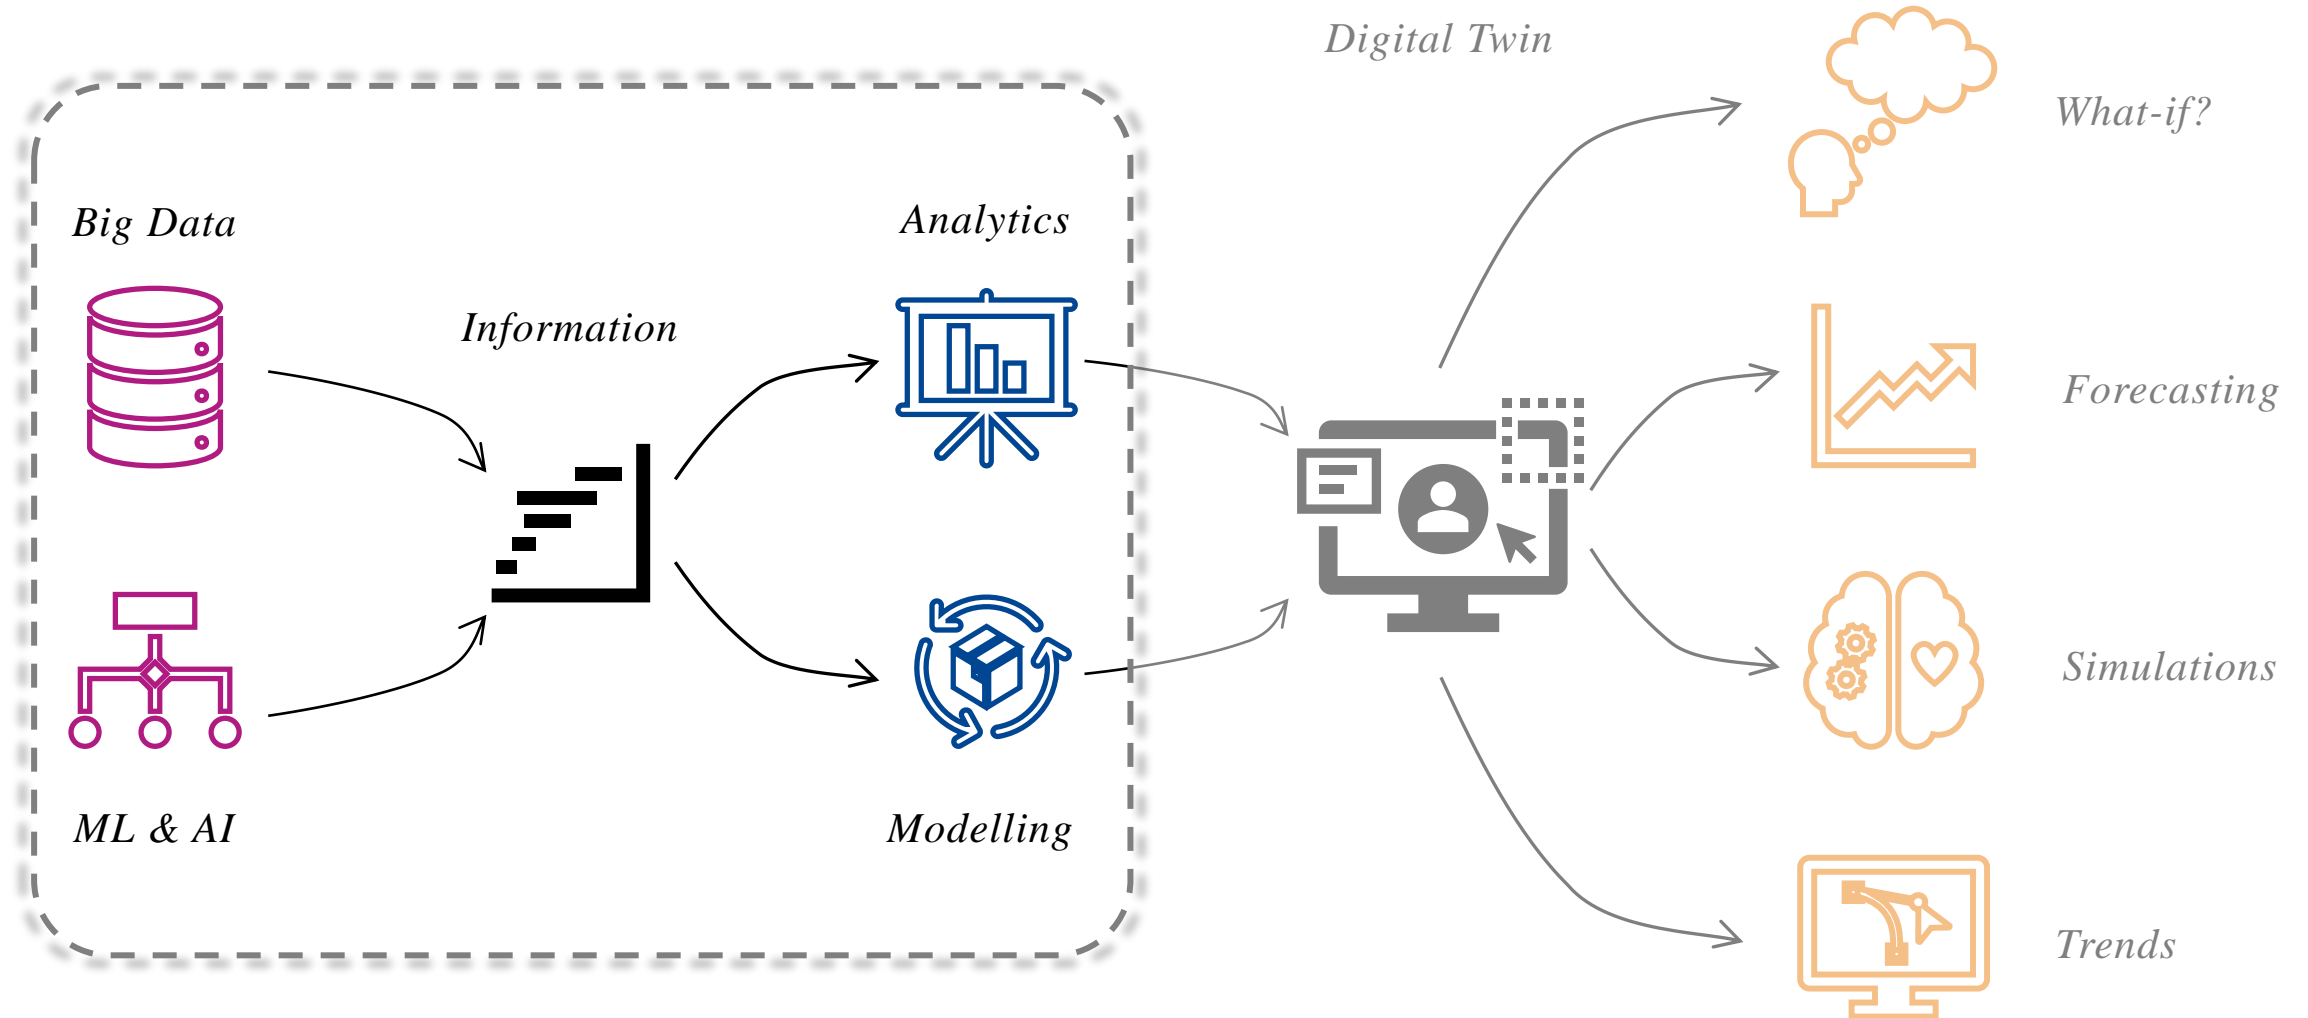 Digital Twin
What-if?
Big Data
Analytics
Information
Forecasting
Simulations
ML & AI
Modelling
Trends